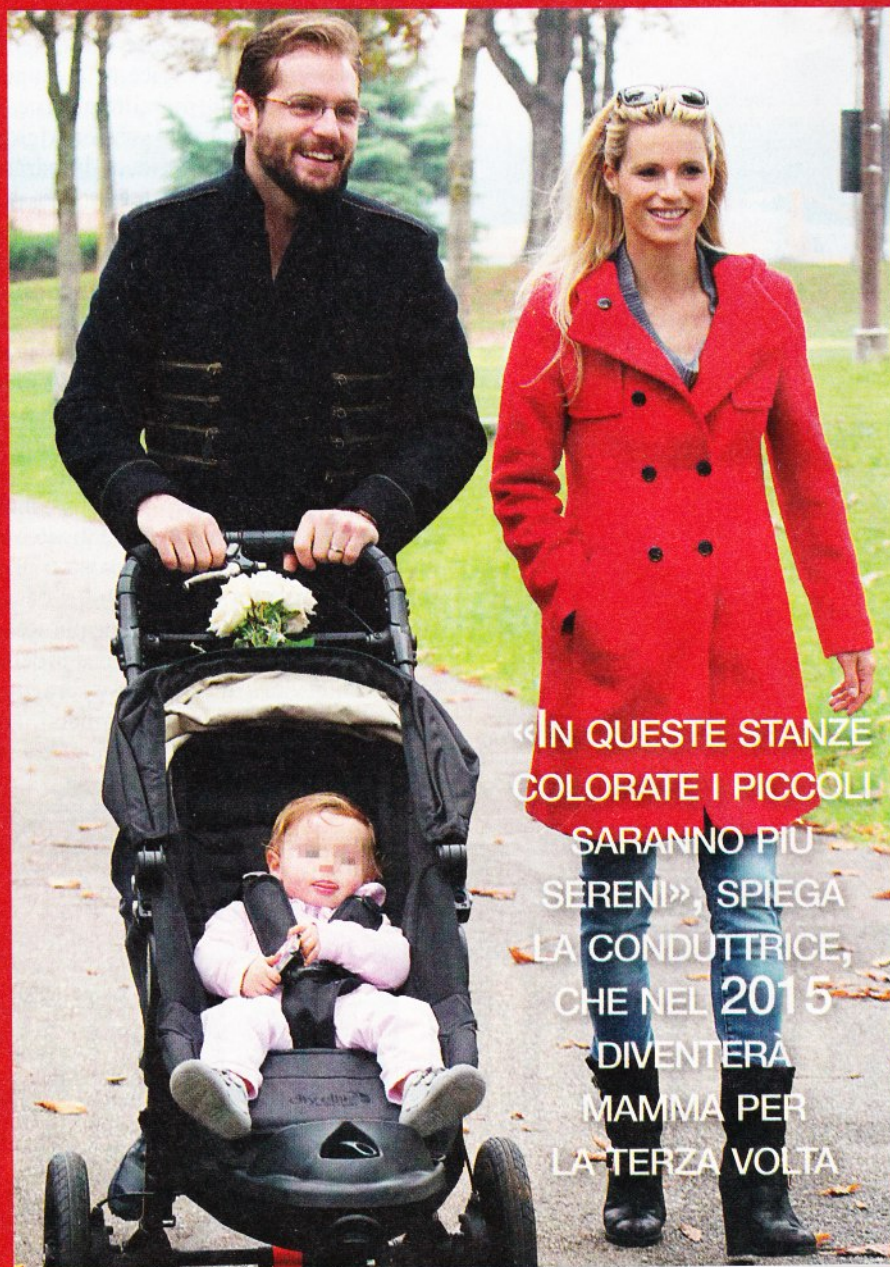 «IN QUESTE STANZE
COLORATE I PICCOLI
SARANNO PIÙ
SERENI», SPIEGA
LA CONDUTTRICE,
CHE NEL 2015
DIVENTERÀ
MAMMA PER
LA TERZA VOLTA